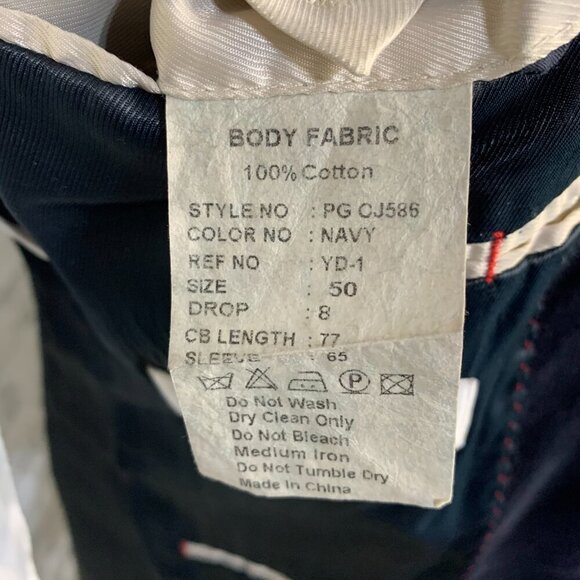 BODY FABRIC
100% Cotton
STYLE NO : PG CJ586
COLOR NO : NAVY
REF NO : YD-1
SIZE : 50
DROP : 8
CB LENGTH : 77
SLEEVE : 65
P
Do Not Wash
Dry Clean Only
Do Not Bleach
Medium Iron
Do Not Tumble Dry
Made in China